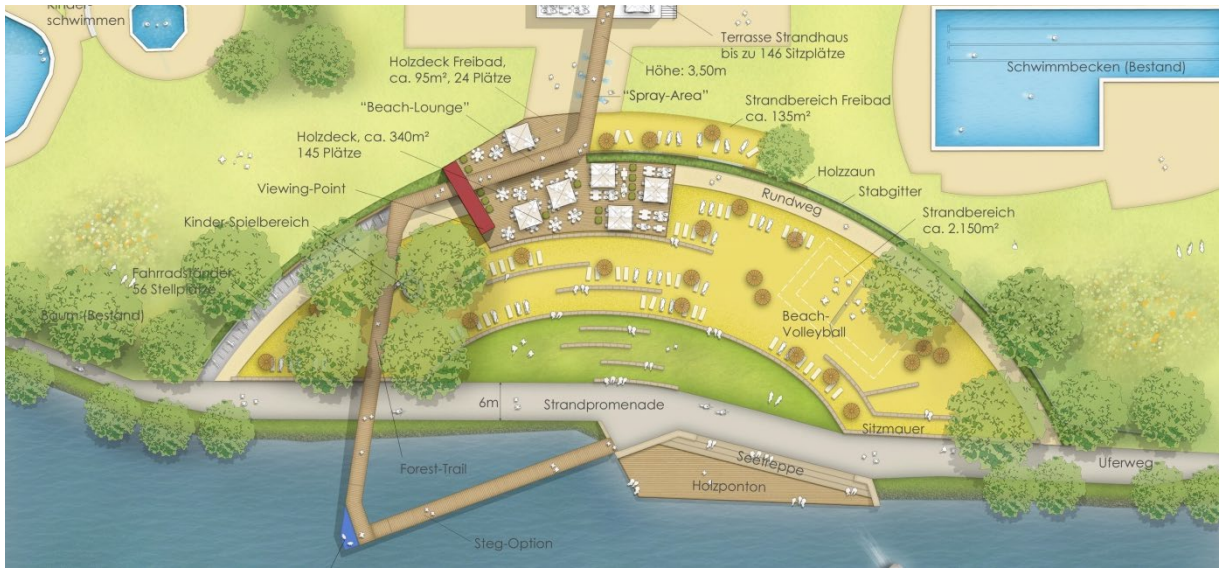 Kinder-
schwimmen
Terrasse Strandhaus
bis zu 146 Sitzplätze
Holzdeck Freibad,
ca. 95m², 24 Plätze
Höhe: 3,50m
Schwimmbecken (Bestand)
"Beach-Lounge"
"Spray-Area"
Strandbereich Freibad
ca. 135m²
Holzdeck, ca. 340m²
145 Plätze
Holzzaun
Viewing-Point
Rundweg
Stabgitter
Kinder-Spielbereich
Strandbereich
ca. 2.150m²
Fahrradständer
56 Stellplätze
Baum (Bestand)
Beach-
Volleyball
6m
Strandpromenade
Sitzmauer
Forest-Trail
Seetreppe
Uferweg
Holzponton
Steg-Option